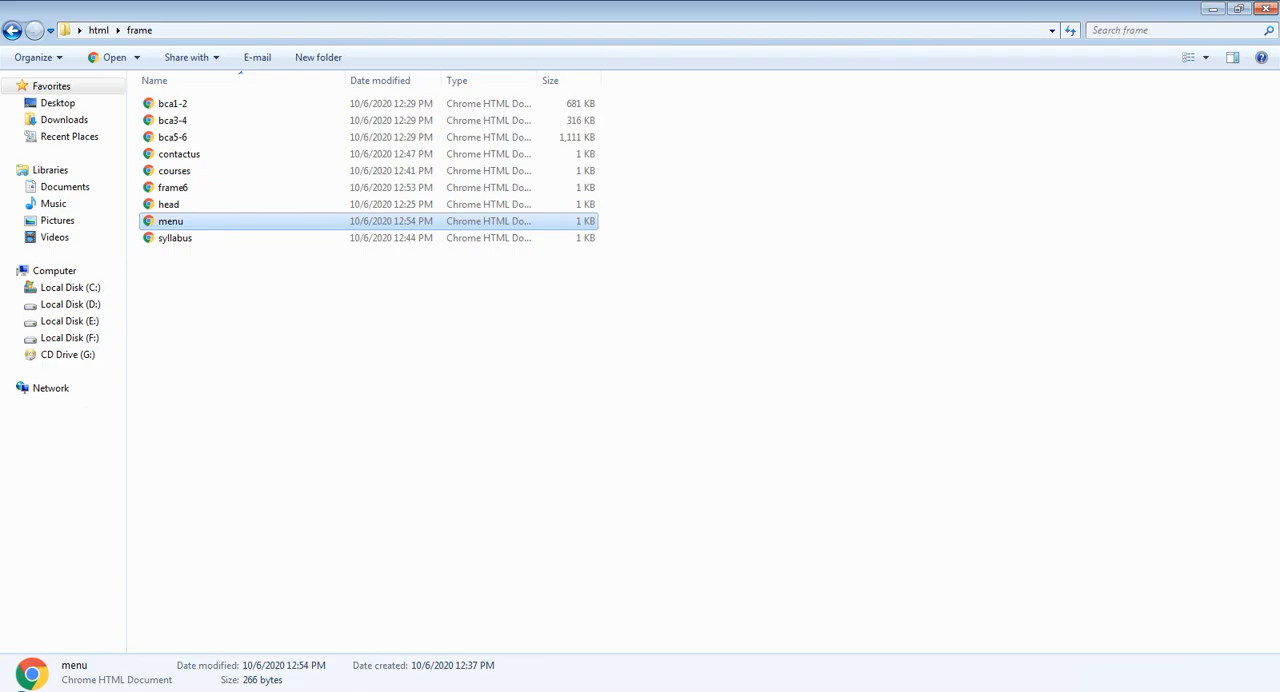 html frame
Search frame
Organize Open Share with E-mail New folder
Favorites
Desktop
Downloads
Recent Places
Libraries
Documents
Music
Pictures
Videos
Computer
Local Disk (C:)
Local Disk (D:)
Local Disk (E:)
Local Disk (F:)
CD Drive (G:)
Network
Name Date modified Type Size
bca1-2 10/6/2020 12:29 PM Chrome HTML Do... 681 KB
bca3-4 10/6/2020 12:29 PM Chrome HTML Do... 316 KB
bca5-6 10/6/2020 12:29 PM Chrome HTML Do... 1,111 KB
contactus 10/6/2020 12:47 PM Chrome HTML Do... 1 KB
courses 10/6/2020 12:41 PM Chrome HTML Do... 1 KB
frame6 10/6/2020 12:53 PM Chrome HTML Do... 1 KB
head 10/6/2020 12:25 PM Chrome HTML Do... 1 KB
menu 10/6/2020 12:54 PM Chrome HTML Do... 1 KB
syllabus 10/6/2020 12:44 PM Chrome HTML Do... 1 KB
menu Date modified: 10/6/2020 12:54 PM Date created: 10/6/2020 12:37 PM
Chrome HTML Document Size: 266 bytes